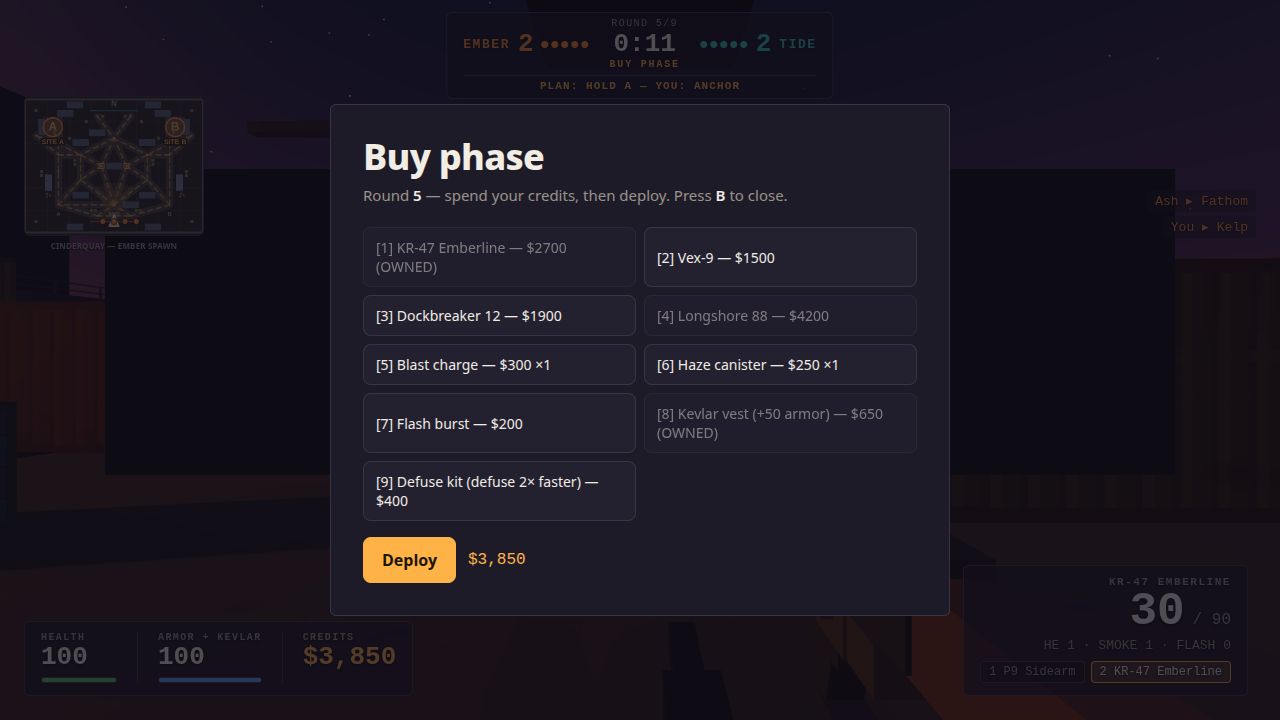 ROUND 5/9
EMBER 2 0:11 2 TIDE
BUY PHASE
PLAN: HOLD A — YOU: ANCHOR
N
A
B
SITE A
SITE B
CINDERQUAY — EMBER SPAWN
Ash ▸ Fathom
You ▸ Kelp
Buy phase
Round 5 — spend your credits, then deploy. Press B to close.
[1] KR-47 Emberline — $2700
(OWNED)
[2] Vex-9 — $1500
[3] Dockbreaker 12 — $1900
[4] Longshore 88 — $4200
[5] Blast charge — $300 ×1
[6] Haze canister — $250 ×1
[7] Flash burst — $200
[8] Kevlar vest (+50 armor) — $650
(OWNED)
[9] Defuse kit (defuse 2× faster) —
$400
Deploy
$3,850
HEALTH
100
ARMOR + KEVLAR
100
CREDITS
$3,850
KR-47 EMBERLINE
30 / 90
HE 1 · SMOKE 1 · FLASH 0
1 P9 Sidearm
2 KR-47 Emberline